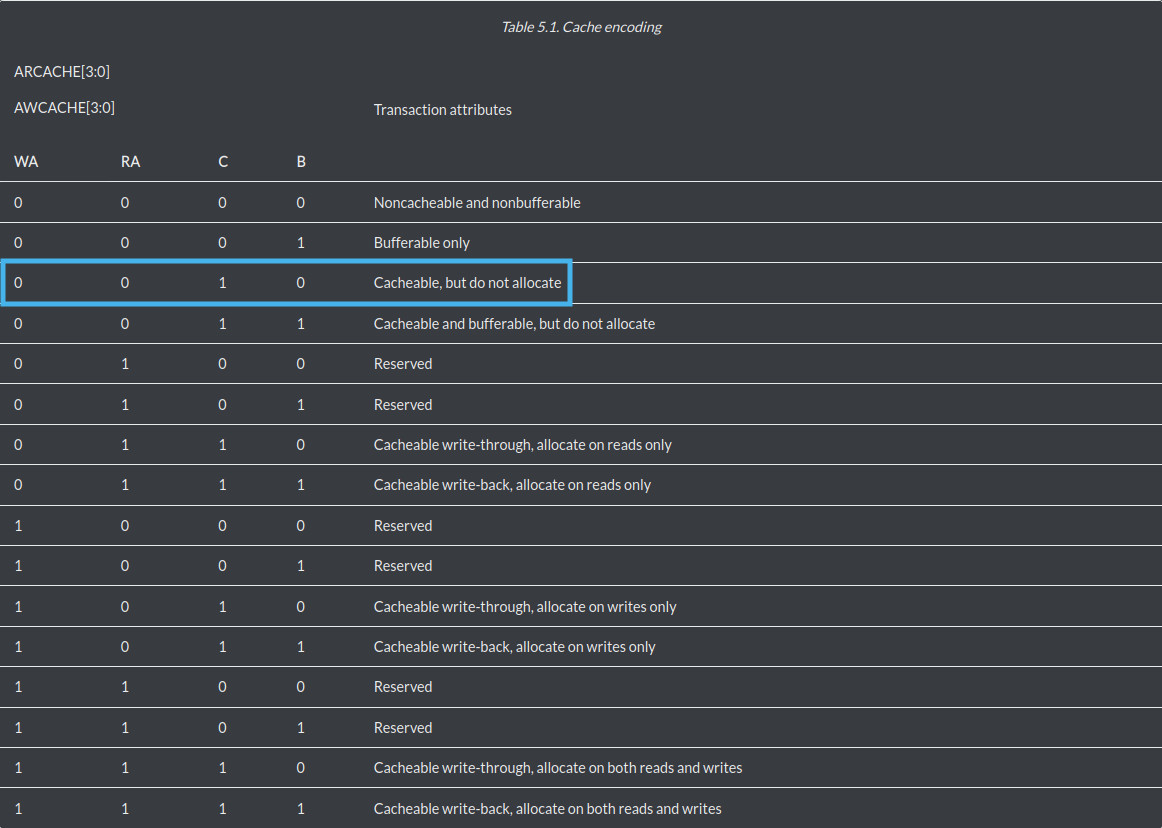 Table 5.1. Cache encoding
ARCACHE[3:0]
AWCACHE[3:0] Transaction attributes
WA RA C B
0 0 0 0 Noncacheable and nonbufferable
0 0 0 1 Bufferable only
0 0 1 0 Cacheable, but do not allocate
0 0 1 1 Cacheable and bufferable, but do not allocate
0 1 0 0 Reserved
0 1 0 1 Reserved
0 1 1 0 Cacheable write-through, allocate on reads only
0 1 1 1 Cacheable write-back, allocate on reads only
1 0 0 0 Reserved
1 0 0 1 Reserved
1 0 1 0 Cacheable write-through, allocate on writes only
1 0 1 1 Cacheable write-back, allocate on writes only
1 1 0 0 Reserved
1 1 0 1 Reserved
1 1 1 0 Cacheable write-through, allocate on both reads and writes
1 1 1 1 Cacheable write-back, allocate on both reads and writes